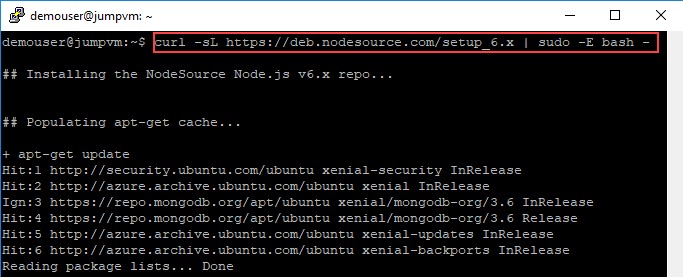 demouser@jumpvm: ~
demouser@jumpvm:~$ curl -sL https://deb.nodesource.com/setup_6.x | sudo -E bash -
## Installing the NodeSource Node.js v6.x repo...
## Populating apt-get cache...
+ apt-get update
Hit:1 http://security.ubuntu.com/ubuntu xenial-security InRelease
Hit:2 http://azure.archive.ubuntu.com/ubuntu xenial InRelease
Ign:3 https://repo.mongodb.org/apt/ubuntu xenial/mongodb-org/3.6 InRelease
Hit:4 https://repo.mongodb.org/apt/ubuntu xenial/mongodb-org/3.6 Release
Hit:5 http://azure.archive.ubuntu.com/ubuntu xenial-updates InRelease
Hit:6 http://azure.archive.ubuntu.com/ubuntu xenial-backports InRelease
Reading package lists... Done